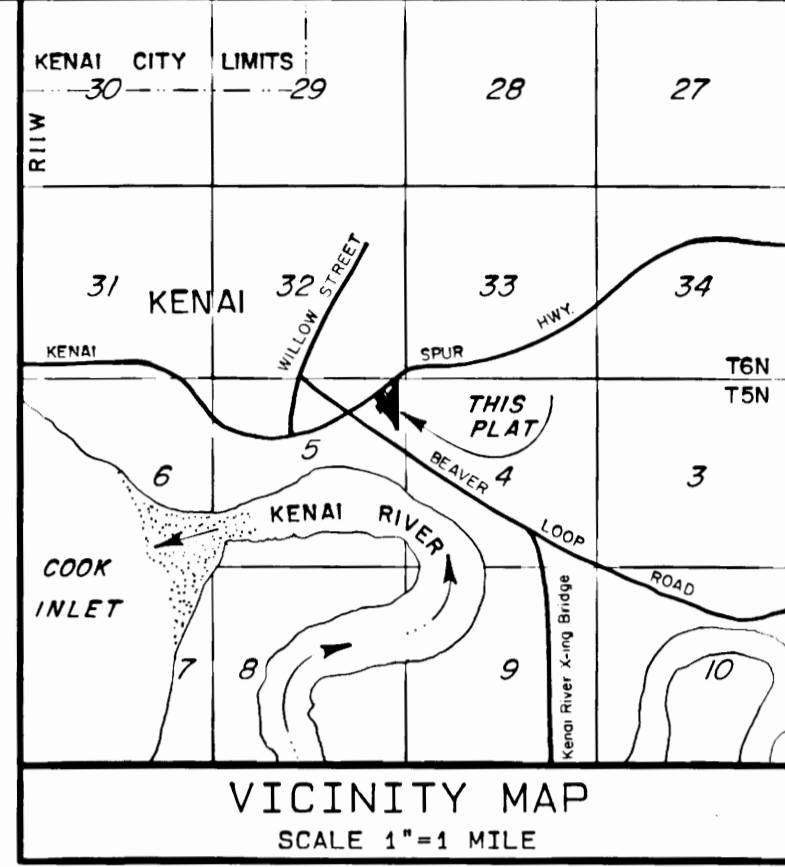 KENAI CITY LIMITS
30
29
28
27
R11W
31
KENAI
32
WILLOW STREET
33
HWY.
34
KENAI
SPUR
T6N
T5N
THIS
PLAT
5
6
BEAVER
4
3
KENAI RIVER
LOOP
COOK
INLET
ROAD
7
8
9
Kenai River X-ing Bridge
10
VICINITY MAP
SCALE 1"=1 MILE